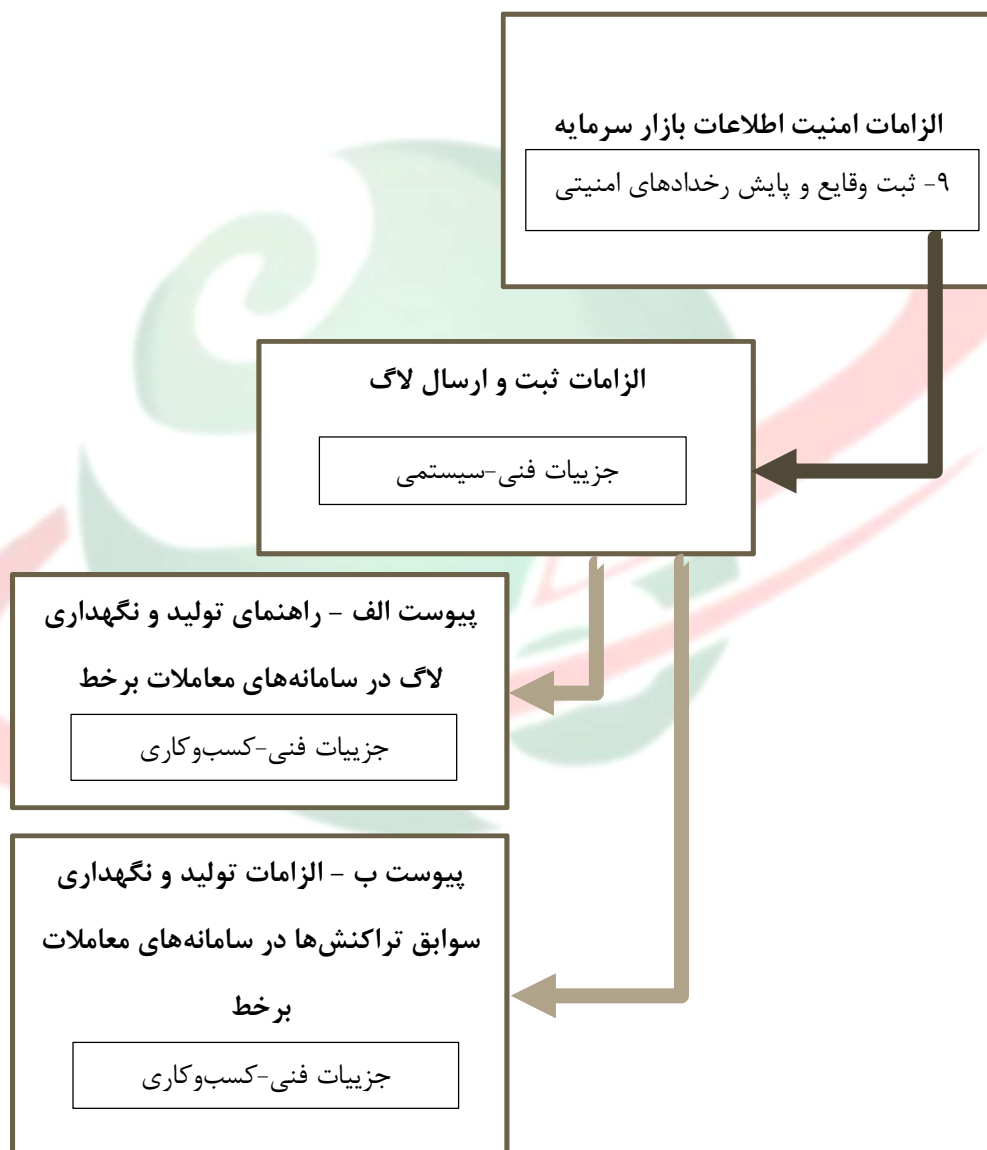 الزامات امنیت اطلاعات بازار سرمایه
۹- ثبت وقایع و پایش رخدادهای امنیتی
الزامات ثبت و ارسال لاگ
جزییات فنی-سیستمی
پیوست الف – راهنمای تولید و نگهداری
لاگ در سامانه‌های معاملات برخط
جزییات فنی-کسب‌وکاری
پیوست ب – الزامات تولید و نگهداری
سوابق تراکنش‌ها در سامانه‌های معاملات
برخط
جزییات فنی-کسب‌وکاری